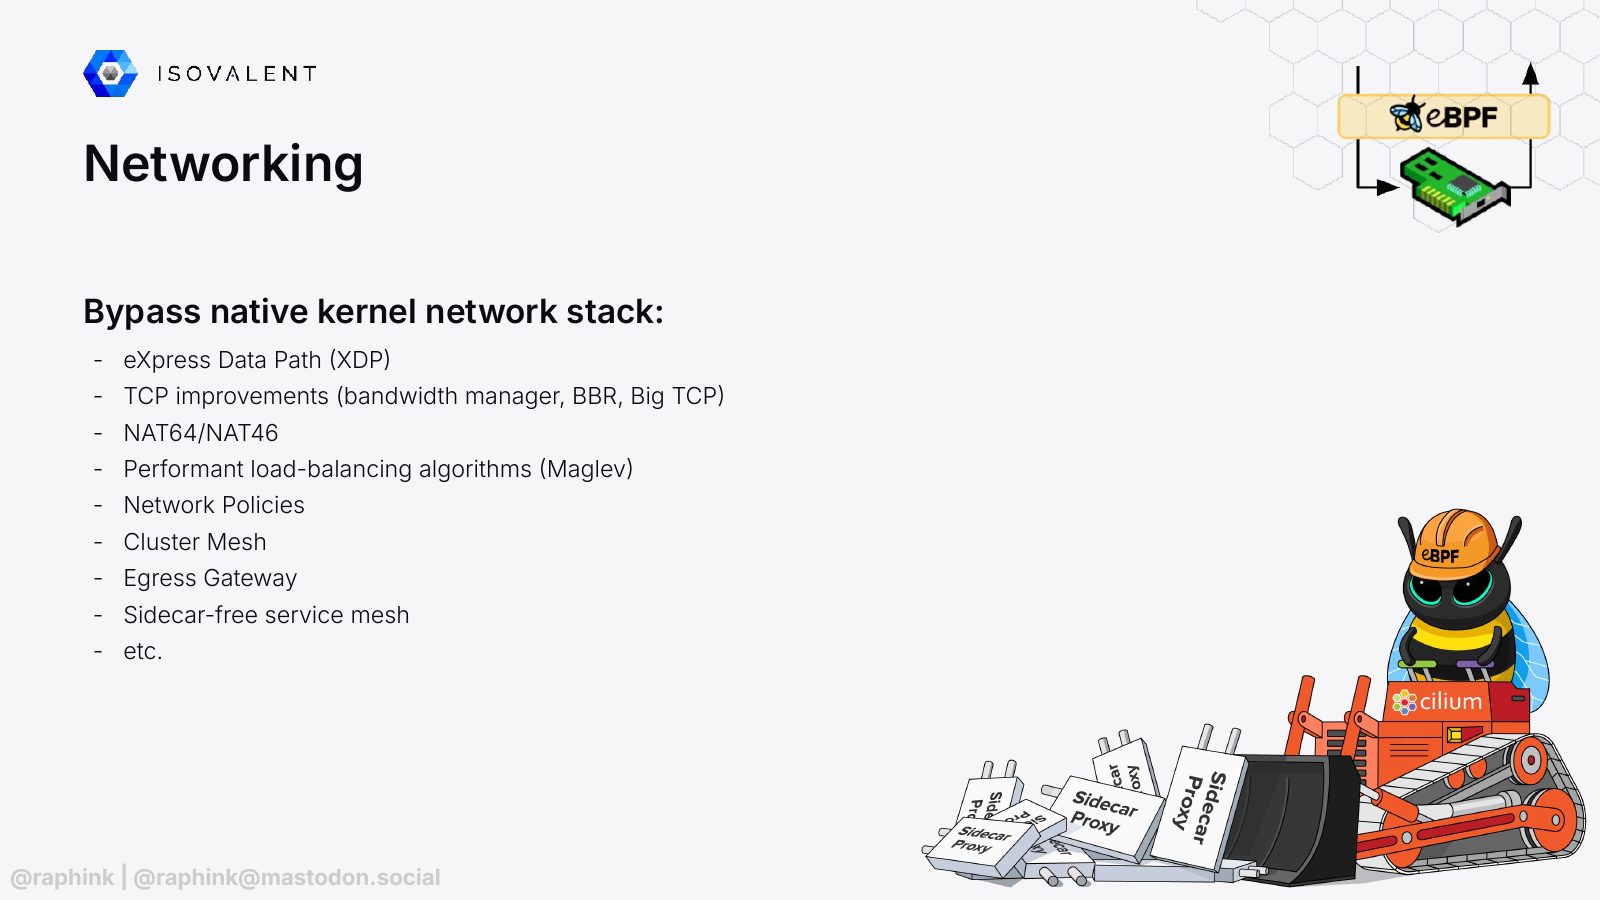 ISOVALENT
eBPF
Networking
Bypass native kernel network stack:
- eXpress Data Path (XDP)
- TCP improvements (bandwidth manager, BBR, Big TCP)
- NAT64/NAT46
- Performant load-balancing algorithms (Maglev)
- Network Policies
- Cluster Mesh
- Egress Gateway
- Sidecar-free service mesh
- etc.
eBPF
cilium
Sidecar
Proxy
Sidecar
Proxy
Sidecar
Proxy
@raphink | @raphink@mastodon.social